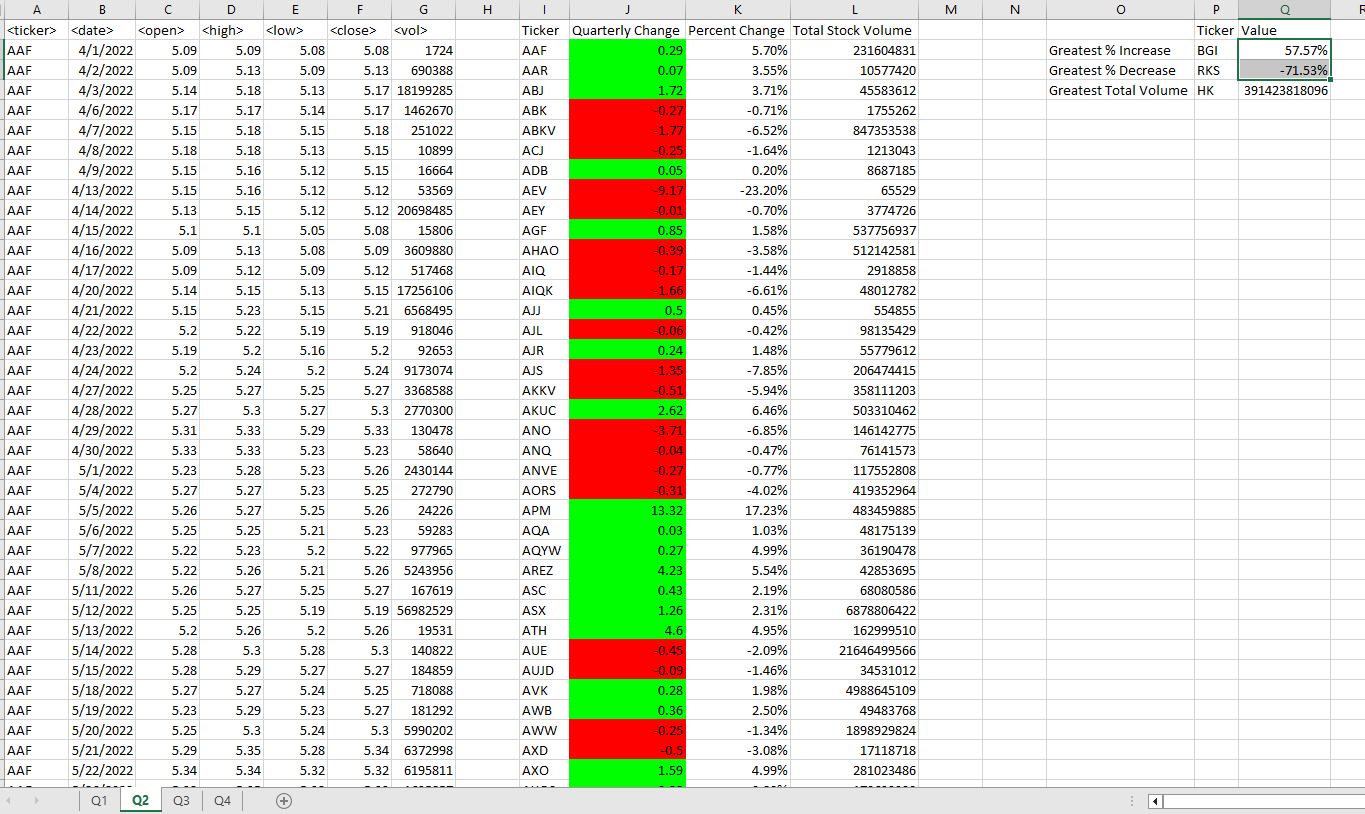 A B C D E F G H I J K L M N O P Q R
<ticker> <date> <open> <high> <low> <close> <vol> Ticker Quarterly Change Percent Change Total Stock Volume Ticker Value
AAF 4/1/2022 5.09 5.09 5.08 5.08 1724 AAF 0.29 5.70% 231604831 Greatest % Increase BGI 57.57%
AAF 4/2/2022 5.09 5.13 5.09 5.13 690388 AAR 0.07 3.55% 10577420 Greatest % Decrease RKS -71.53%
AAF 4/3/2022 5.14 5.18 5.13 5.17 18199285 ABJ 1.72 3.71% 45583612 Greatest Total Volume HK 391423818096
AAF 4/6/2022 5.17 5.17 5.14 5.17 1462670 ABK -0.27 -0.71% 1755262
AAF 4/7/2022 5.15 5.18 5.15 5.18 251022 ABKV -1.77 -6.52% 847353538
AAF 4/8/2022 5.18 5.18 5.13 5.15 10899 ACJ -0.25 -1.64% 1213043
AAF 4/9/2022 5.15 5.16 5.12 5.15 16664 ADB 0.05 0.20% 8687185
AAF 4/13/2022 5.15 5.16 5.12 5.12 53569 AEV -9.17 -23.20% 65529
AAF 4/14/2022 5.13 5.15 5.12 5.12 20698485 AEY -0.01 -0.70% 3774726
AAF 4/15/2022 5.1 5.1 5.05 5.08 15806 AGF 0.85 1.58% 537756937
AAF 4/16/2022 5.09 5.13 5.08 5.09 3609880 AHAO -0.39 -3.58% 512142581
AAF 4/17/2022 5.09 5.12 5.09 5.12 517468 AIQ -0.17 -1.44% 2918858
AAF 4/20/2022 5.14 5.15 5.13 5.15 17256106 AIQK -1.66 -6.61% 48012782
AAF 4/21/2022 5.15 5.23 5.15 5.21 6568495 AJJ 0.5 0.45% 554855
AAF 4/22/2022 5.2 5.22 5.19 5.19 918046 AJL -0.06 -0.42% 98135429
AAF 4/23/2022 5.19 5.2 5.16 5.2 92653 AJR 0.24 1.48% 55779612
AAF 4/24/2022 5.2 5.24 5.2 5.24 9173074 AJS -1.35 -7.85% 206474415
AAF 4/27/2022 5.25 5.27 5.25 5.27 3368588 AKKV -0.51 -5.94% 358111203
AAF 4/28/2022 5.27 5.3 5.27 5.3 2770300 AKUC 2.62 6.46% 503310462
AAF 4/29/2022 5.31 5.33 5.29 5.33 130478 ANO -3.71 -6.85% 146142775
AAF 4/30/2022 5.33 5.33 5.23 5.23 58640 ANQ -0.04 -0.47% 76141573
AAF 5/1/2022 5.23 5.28 5.23 5.26 2430144 ANVE -0.27 -0.77% 117552808
AAF 5/4/2022 5.27 5.27 5.23 5.25 272790 AORS -0.31 -4.02% 419352964
AAF 5/5/2022 5.26 5.27 5.25 5.26 24226 APM 13.32 17.23% 483459885
AAF 5/6/2022 5.25 5.25 5.21 5.23 59283 AQA 0.03 1.03% 48175139
AAF 5/7/2022 5.22 5.23 5.2 5.22 977965 AQYW 0.27 4.99% 36190478
AAF 5/8/2022 5.22 5.26 5.21 5.26 5243956 AREZ 4.23 5.54% 42853695
AAF 5/11/2022 5.26 5.27 5.25 5.27 167619 ASC 0.43 2.19% 68080586
AAF 5/12/2022 5.25 5.25 5.19 5.19 56982529 ASX 1.26 2.31% 6878806422
AAF 5/13/2022 5.2 5.26 5.2 5.26 19531 ATH 4.6 4.95% 162999510
AAF 5/14/2022 5.28 5.3 5.28 5.3 140822 AUE -0.45 -2.09% 21646499566
AAF 5/15/2022 5.28 5.29 5.27 5.27 184859 AUJD -0.09 -1.46% 34531012
AAF 5/18/2022 5.27 5.27 5.24 5.25 718088 AVK 0.28 1.98% 4988645109
AAF 5/19/2022 5.23 5.29 5.23 5.27 181292 AWB 0.36 2.50% 49483768
AAF 5/20/2022 5.25 5.3 5.24 5.3 5990202 AWW -0.25 -1.34% 1898929824
AAF 5/21/2022 5.29 5.35 5.28 5.34 6372998 AXD -0.5 -3.08% 17118718
AAF 5/22/2022 5.34 5.34 5.32 5.32 6195811 AXO 1.59 4.99% 281023486
Q1 Q2 Q3 Q4